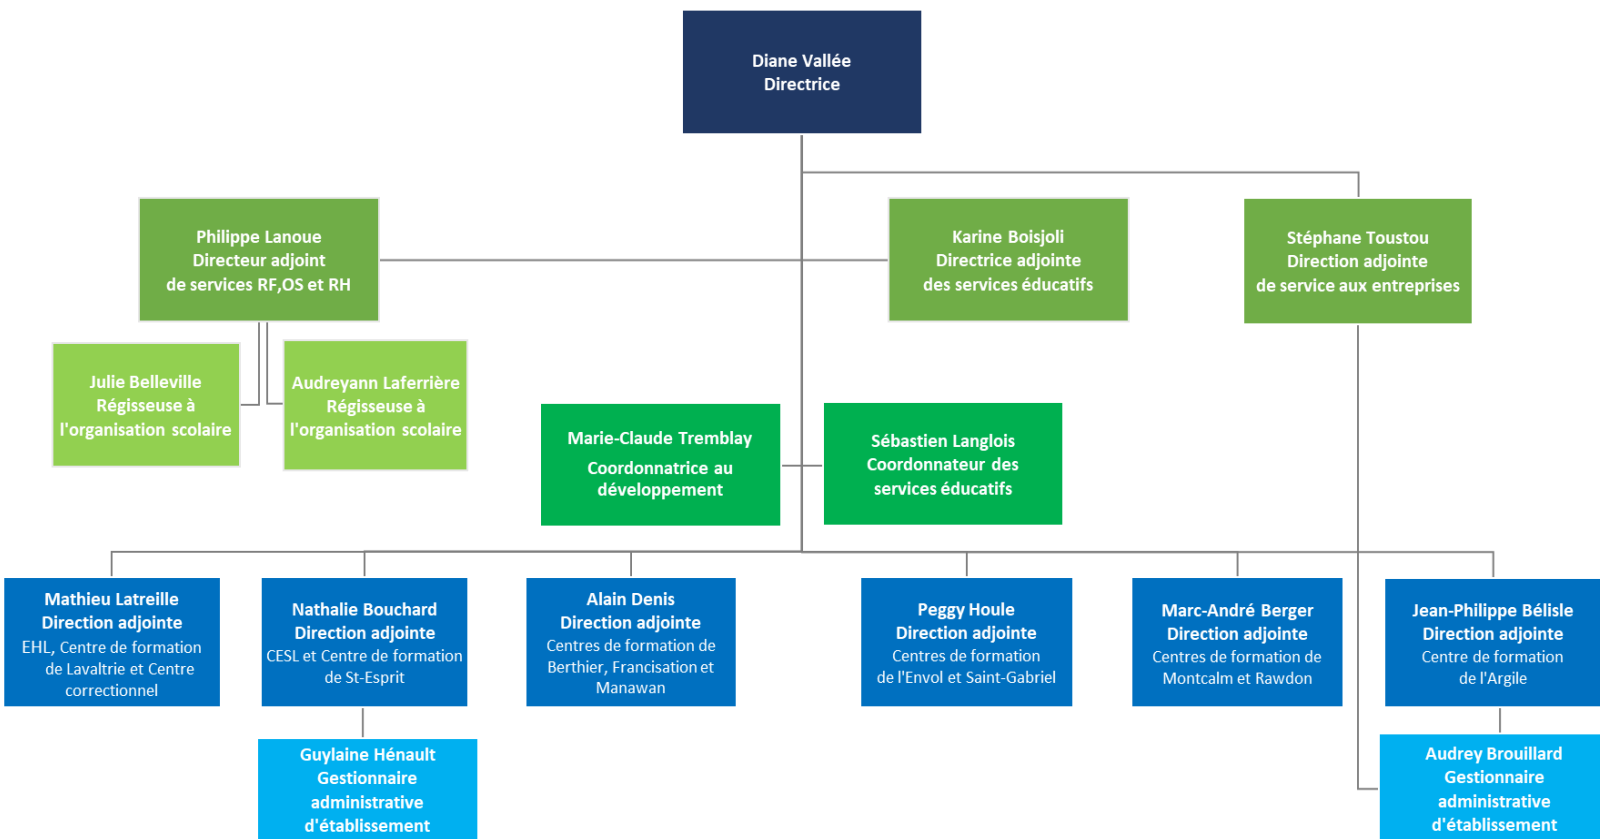 Diane Vallée
Directrice
Philippe Lanoue
Directeur adjoint
de services RF,OS et RH
Karine Boisjoli
Directrice adjointe
des services éducatifs
Stéphane Toustou
Direction adjointe
de service aux entreprises
Julie Belleville
Régisseuse à
l'organisation scolaire
Audreyann Laferrière
Régisseuse à
l'organisation scolaire
Marie-Claude Tremblay
Coordonnatrice au
développement
Sébastien Langlois
Coordonnateur des
services éducatifs
Mathieu Latreille
Direction adjointe
EHL, Centre de formation
de Lavaltrie et Centre
correctionnel
Nathalie Bouchard
Direction adjointe
CESL et Centre de formation
de St-Esprit
Alain Denis
Direction adjointe
Centres de formation de
Berthier, Francisation et
Manawan
Peggy Houle
Direction adjointe
Centres de formation
de l'Envol et Saint-Gabriel
Marc-André Berger
Direction adjointe
Centres de formation de
Montcalm et Rawdon
Jean-Philippe Bélisle
Direction adjointe
Centre de formation
de l'Argile
Guylaine Hénault
Gestionnaire
administrative
d'établissement
Audrey Brouillard
Gestionnaire
administrative
d'établissement